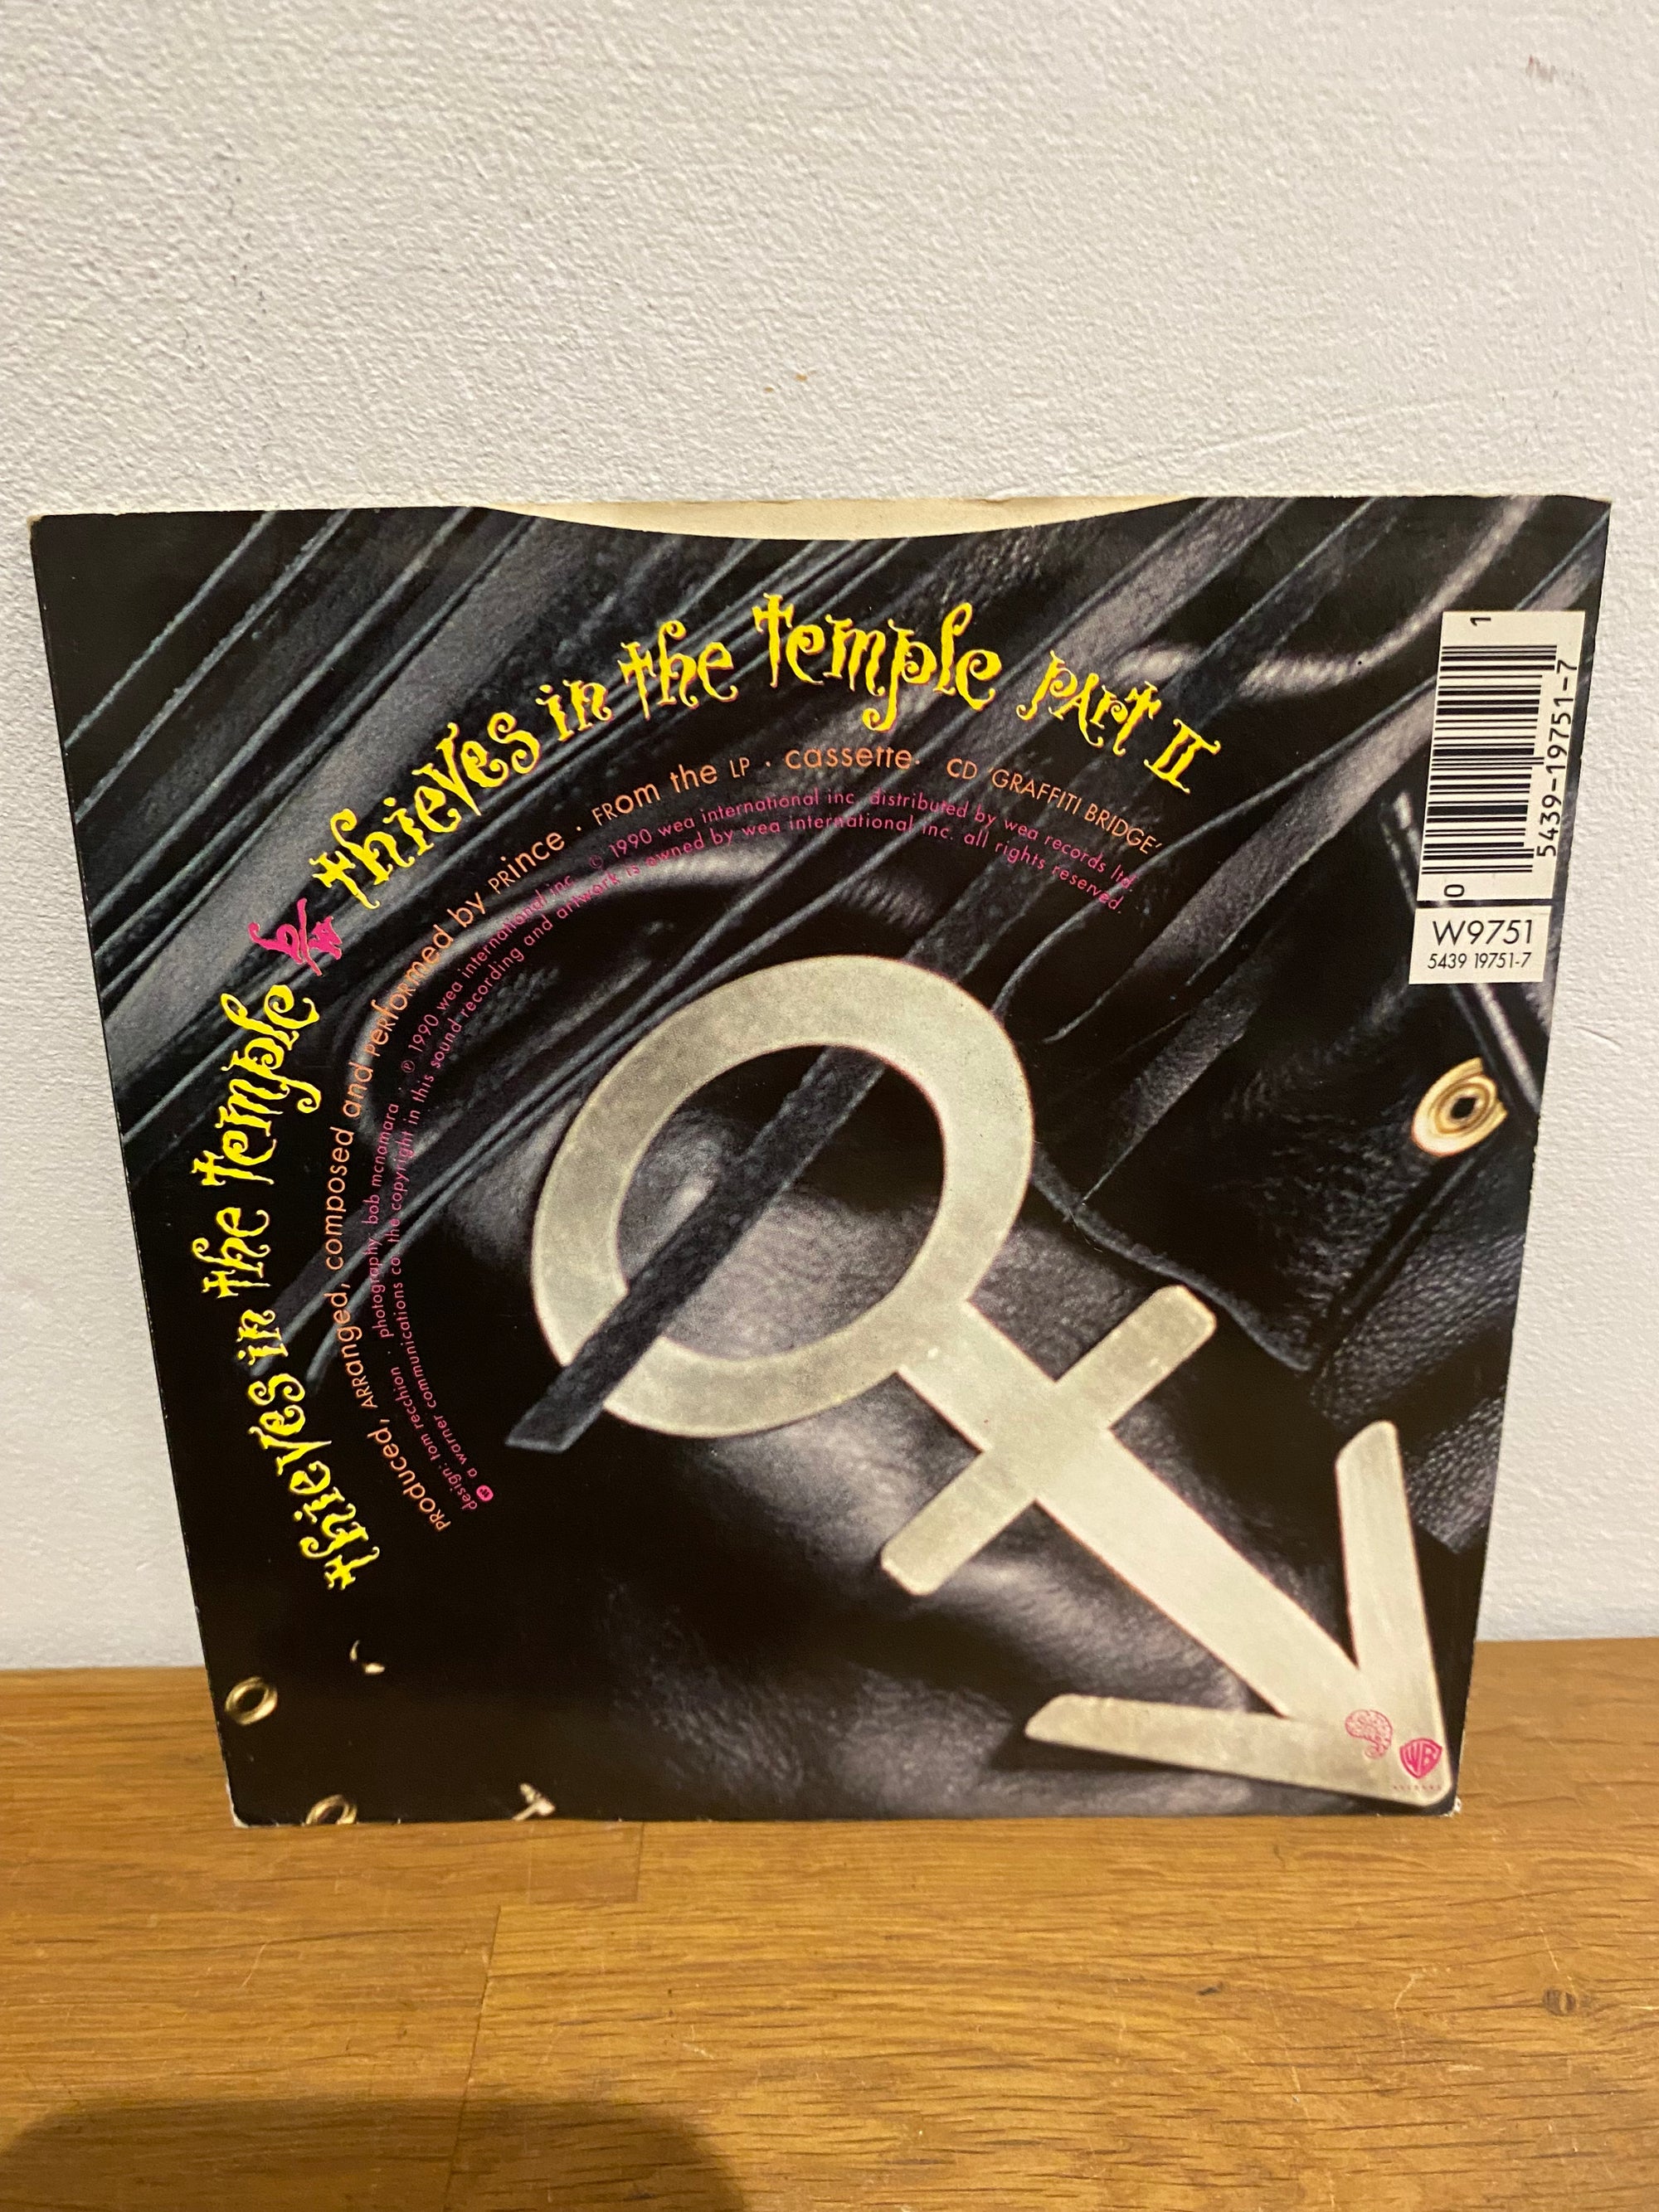 thieves in the temple
thieves in the temple part II
Produced, Arranged, composed and performed by Prince · From the LP · cassette · CD 'GRAFFITI BRIDGE'
design: tom recchion · photography: bob mcnamara · ℗ 1990 wea international inc. © 1990 wea international inc. distributed by wea records ltd.
a warner communications co. the copyright in this sound recording and artwork is owned by wea international inc. all rights reserved.
1
5439-19751-7
0
W9751
5439 19751-7
WB
RECORDS